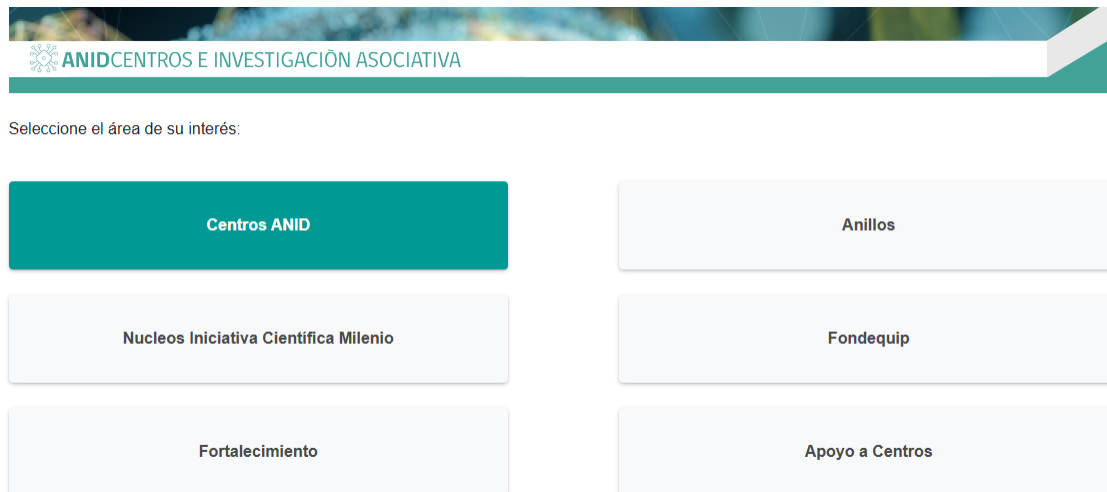 ANIDCENTROS E INVESTIGACIÓN ASOCIATIVA
Seleccione el área de su interés:
Centros ANID
Anillos
Nucleos Iniciativa Científica Milenio
Fondequip
Fortalecimiento
Apoyo a Centros